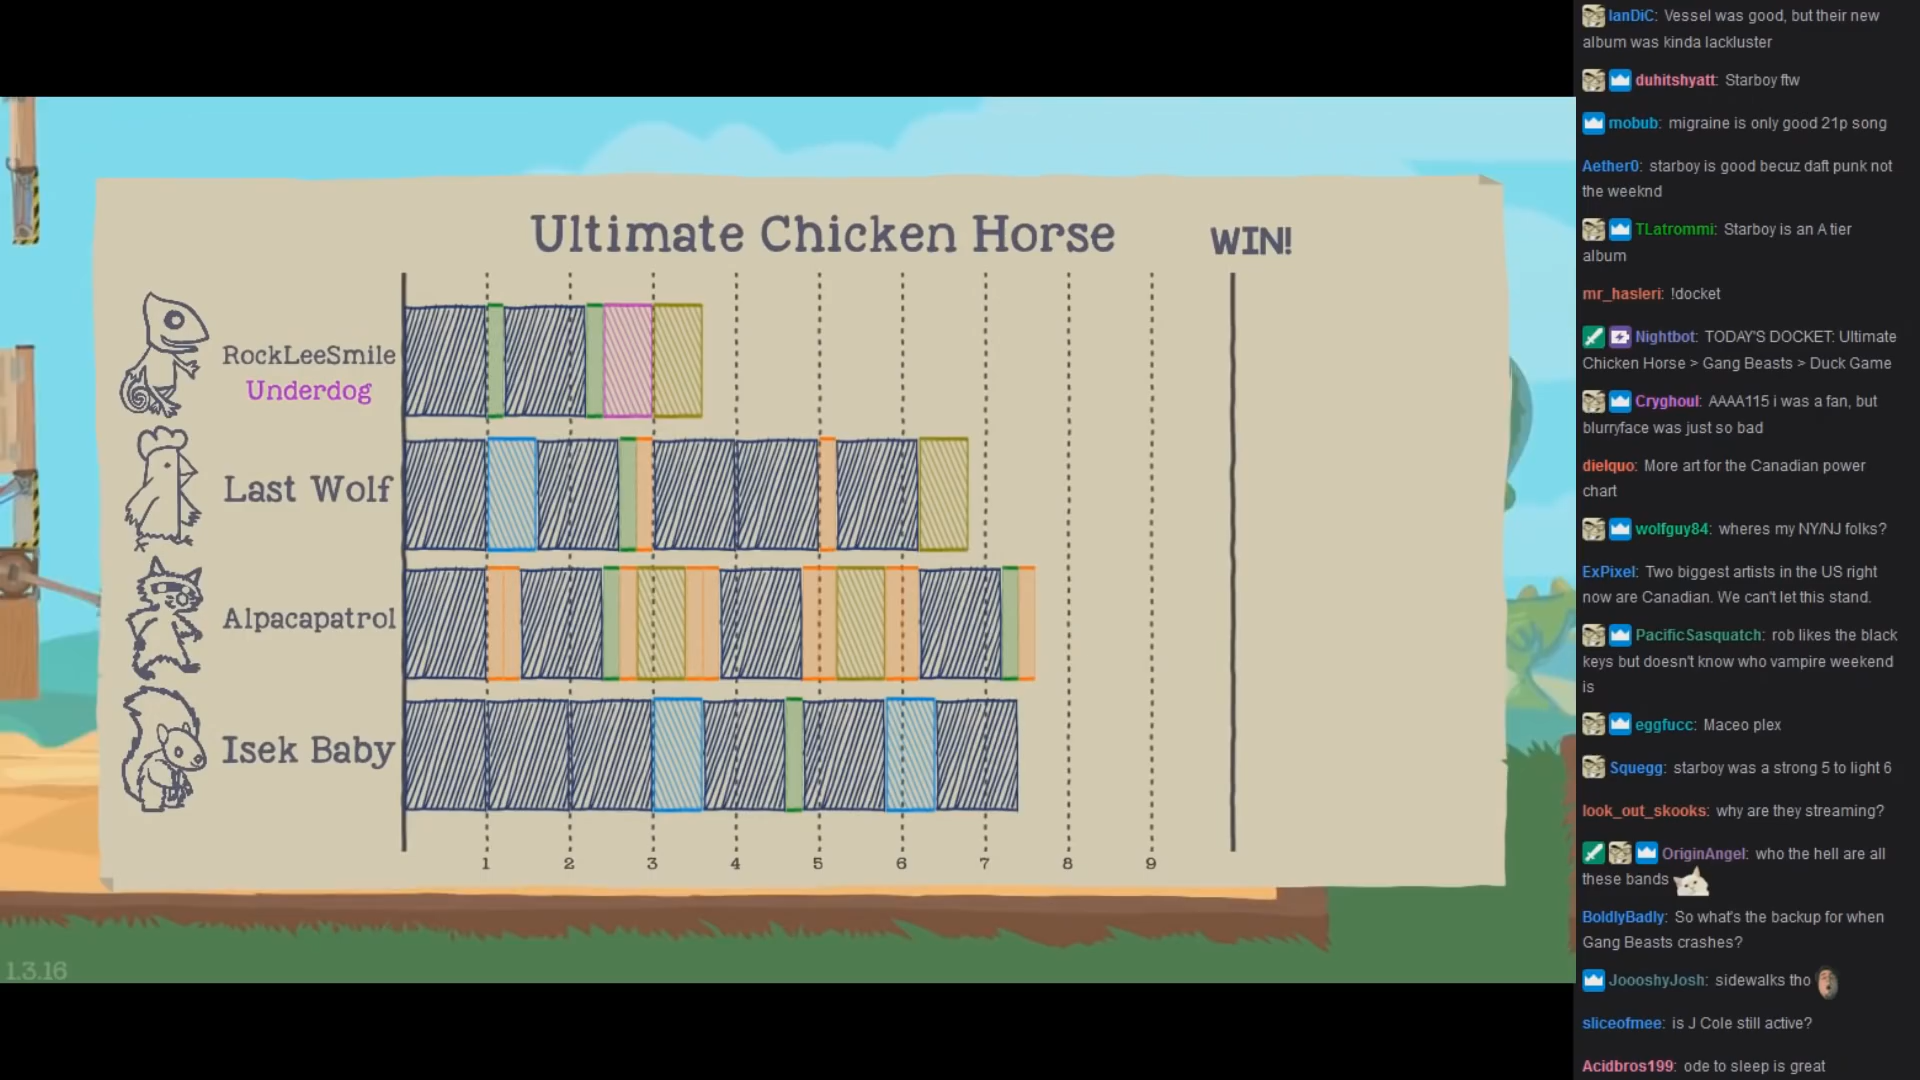 Ultimate Chicken Horse
WIN!
RockLeeSmile
Underdog
Last Wolf
Alpacapatrol
Isek Baby
1 2 3 4 5 6 7 8 9
1.3.16
IanDiC: Vessel was good, but their new
album was kinda lackluster
duhitshyatt: Starboy ftw
mobub: migraine is only good 21p song
Aether0: starboy is good becuz daft punk not
the weeknd
TLatrommi: Starboy is an A tier
album
mr_hasleri: !docket
Nightbot: TODAY'S DOCKET: Ultimate
Chicken Horse > Gang Beasts > Duck Game
Cryghoul: AAAA115 i was a fan, but
blurryface was just so bad
dielquo: More art for the Canadian power
chart
wolfguy84: wheres my NY/NJ folks?
ExPixel: Two biggest artists in the US right
now are Canadian. We can't let this stand.
PacificSasquatch: rob likes the black
keys but doesn't know who vampire weekend
is
eggfucc: Maceo plex
Squegg: starboy was a strong 5 to light 6
look_out_skooks: why are they streaming?
OriginAngel: who the hell are all
these bands
BoldlyBadly: So what's the backup for when
Gang Beasts crashes?
JoooshyJosh: sidewalks tho
sliceofmee: is J Cole still active?
Acidbros199: ode to sleep is great